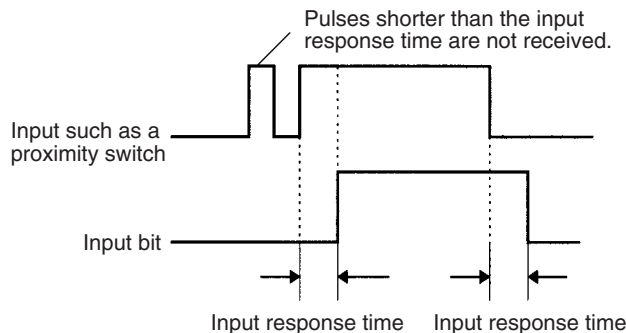 Pulses shorter than the input
response time are not received.
Input such as a
proximity switch
Input bit
Input response time
Input response time